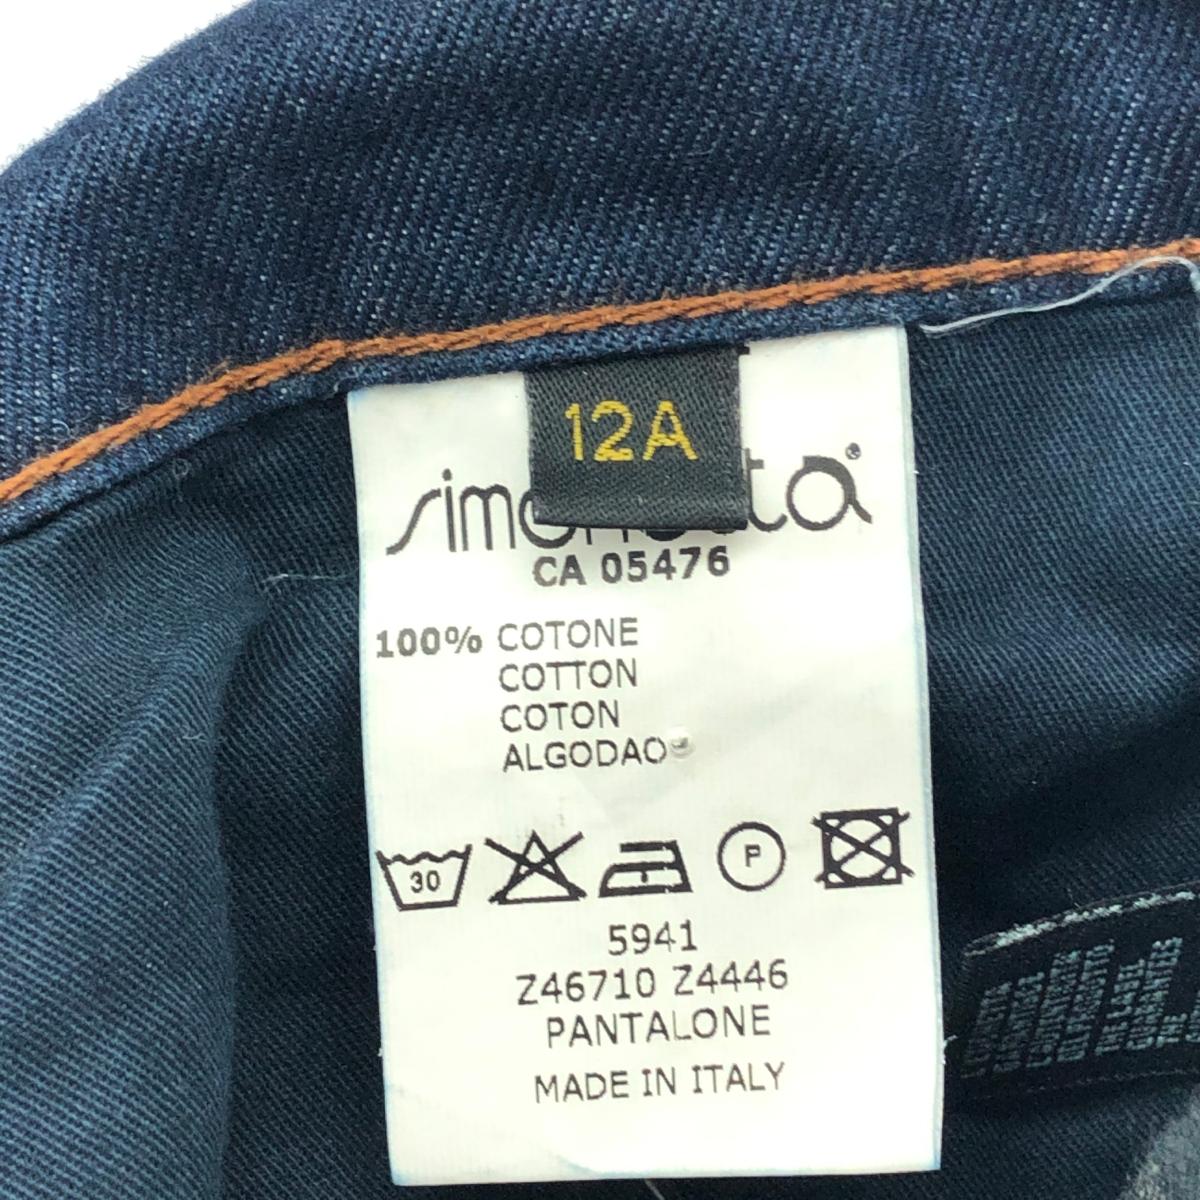 12A
CA 05476
100% COTONE
COTTON
COTON
ALGODAO
30
P
5941
Z46710 Z4446
PANTALONE
MADE IN ITALY